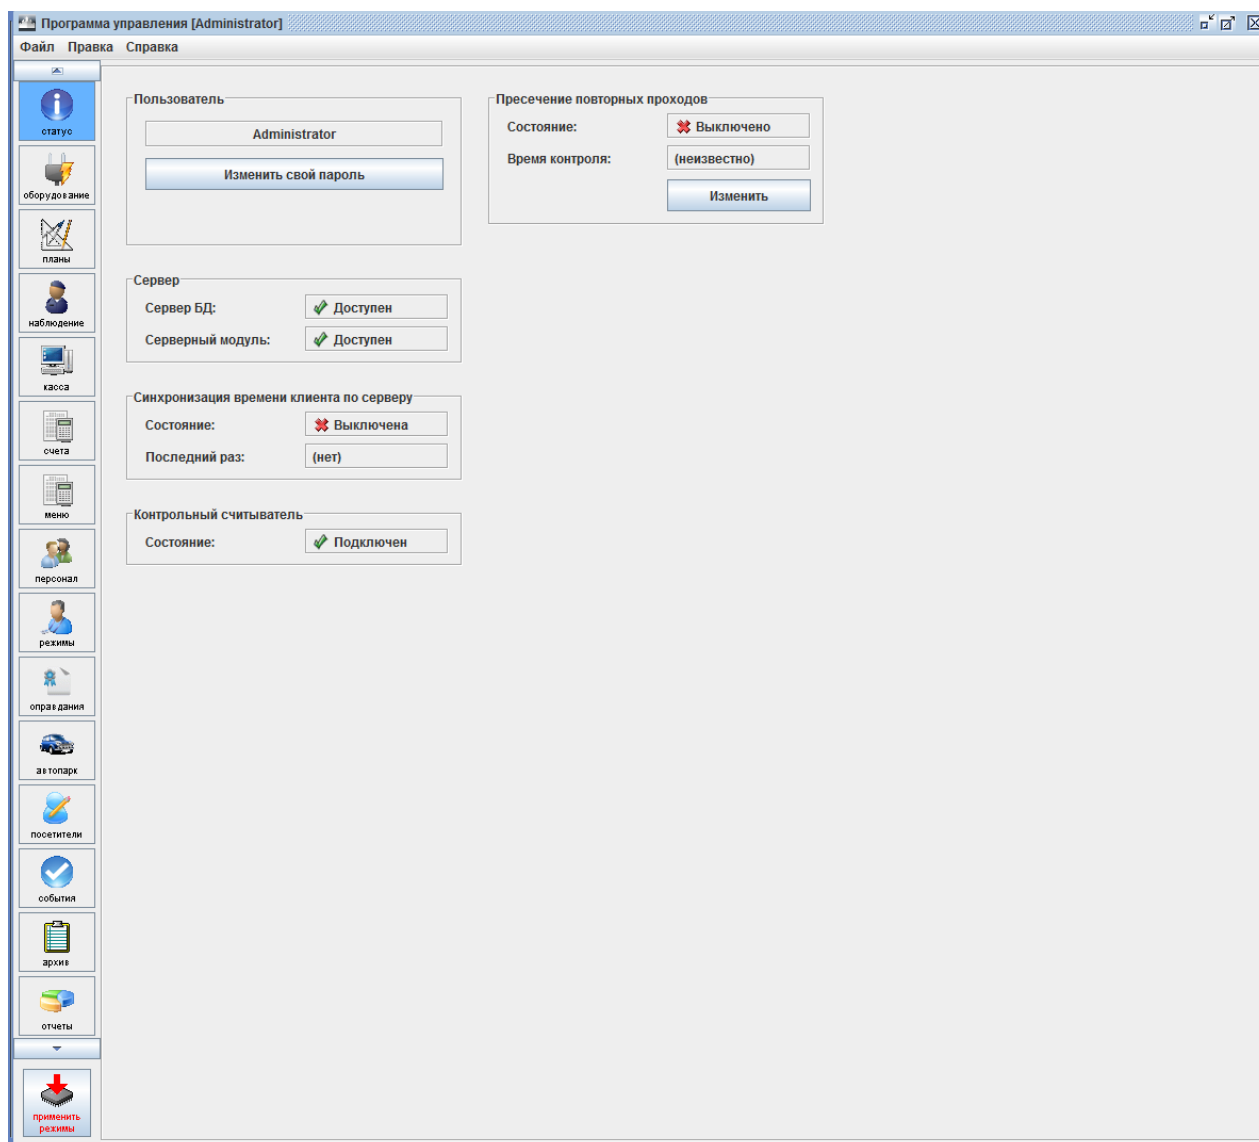 Программа управления [Administrator]
Файл Правка Справка
статус
оборудование
планы
наблюдение
касса
счета
меню
персонал
режимы
оправдания
автопарк
посетители
события
архив
отчеты
применить
режимы
Пользователь
Administrator
Изменить свой пароль
Сервер
Сервер БД: Доступен
Серверный модуль: Доступен
Синхронизация времени клиента по серверу
Состояние: Выключена
Последний раз: (нет)
Контрольный считыватель
Состояние: Подключен
Пресечение повторных проходов
Состояние: Выключено
Время контроля: (неизвестно)
Изменить